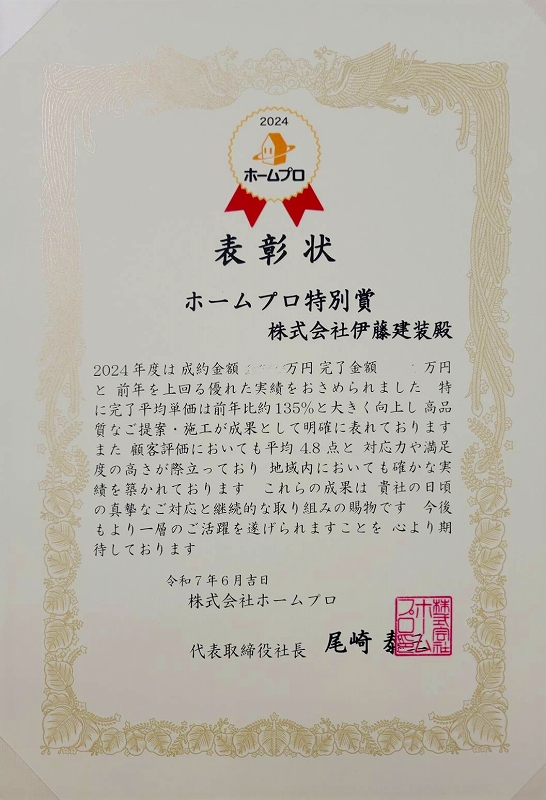 2024
ホームプロ
表彰状
ホームプロ特別賞
株式会社伊藤建装殿
2024年度は 成約金額 万円 完了金額 万円
と 前年を上回る優れた実績をおさめられました 特
に完了平均単価は前年比約135%と大きく向上し 高品
質なご提案・施工が成果として明確に表れております
また 顧客評価においても平均 4.8 点と 対応力や満足
度の高さが際立っており 地域内においても確かな実
績を築かれております これらの成果は 貴社の日頃
の真摯なご対応と継続的な取り組みの賜物です 今後
もより一層のご活躍を遂げられますことを 心より期
待しております
令和7年6月吉日
株式会社ホームプロ
代表取締役社長 尾崎 泰
株式会社
ホーム
プロ